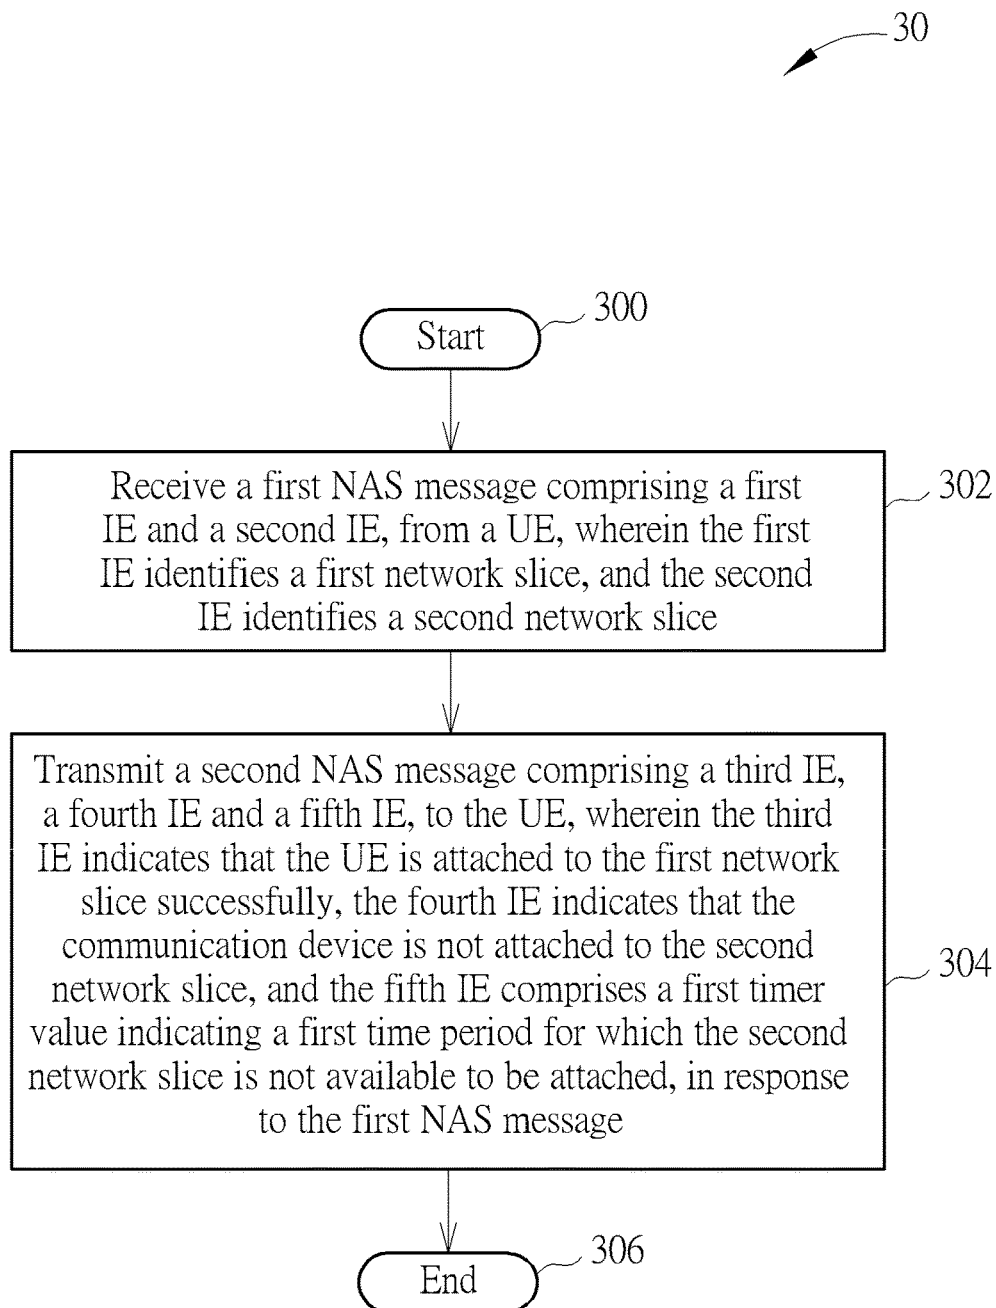 30
300
Start
302
Receive a first NAS message comprising a first
IE and a second IE, from a UE, wherein the first
IE identifies a first network slice, and the second
IE identifies a second network slice
Transmit a second NAS message comprising a third IE,
a fourth IE and a fifth IE, to the UE, wherein the third
IE indicates that the UE is attached to the first network
slice successfully, the fourth IE indicates that the
communication device is not attached to the second
network slice, and the fifth IE comprises a first timer
value indicating a first time period for which the second
network slice is not available to be attached, in response
to the first NAS message
304
306
End